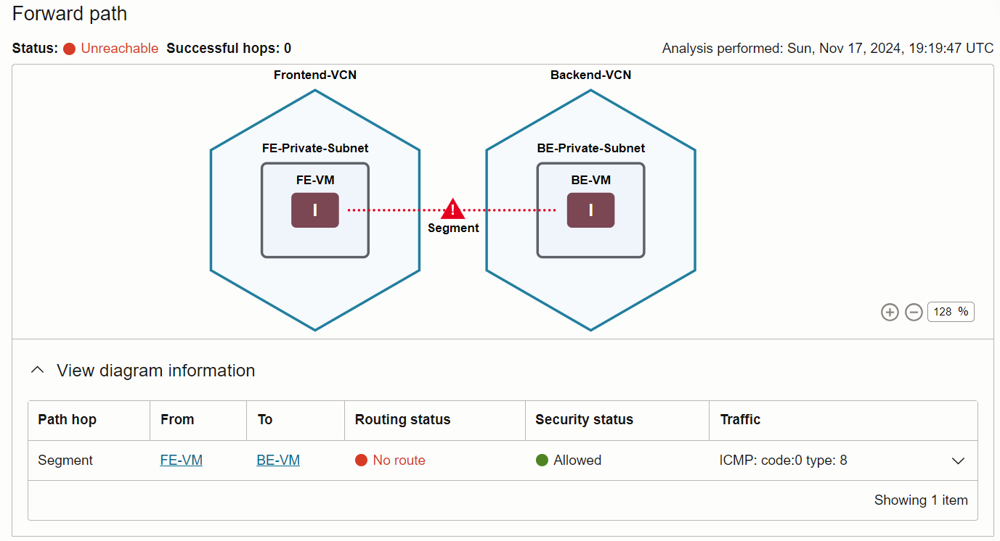 Forward path
Status: Unreachable Successful hops: 0 Analysis performed: Sun, Nov 17, 2024, 19:19:47 UTC
Frontend-VCN Backend-VCN
FE-Private-Subnet BE-Private-Subnet
FE-VM BE-VM
I ! I
Segment
128 %
View diagram information
Path hop From To Routing status Security status Traffic
Segment FE-VM BE-VM No route Allowed ICMP: code:0 type: 8
Showing 1 item